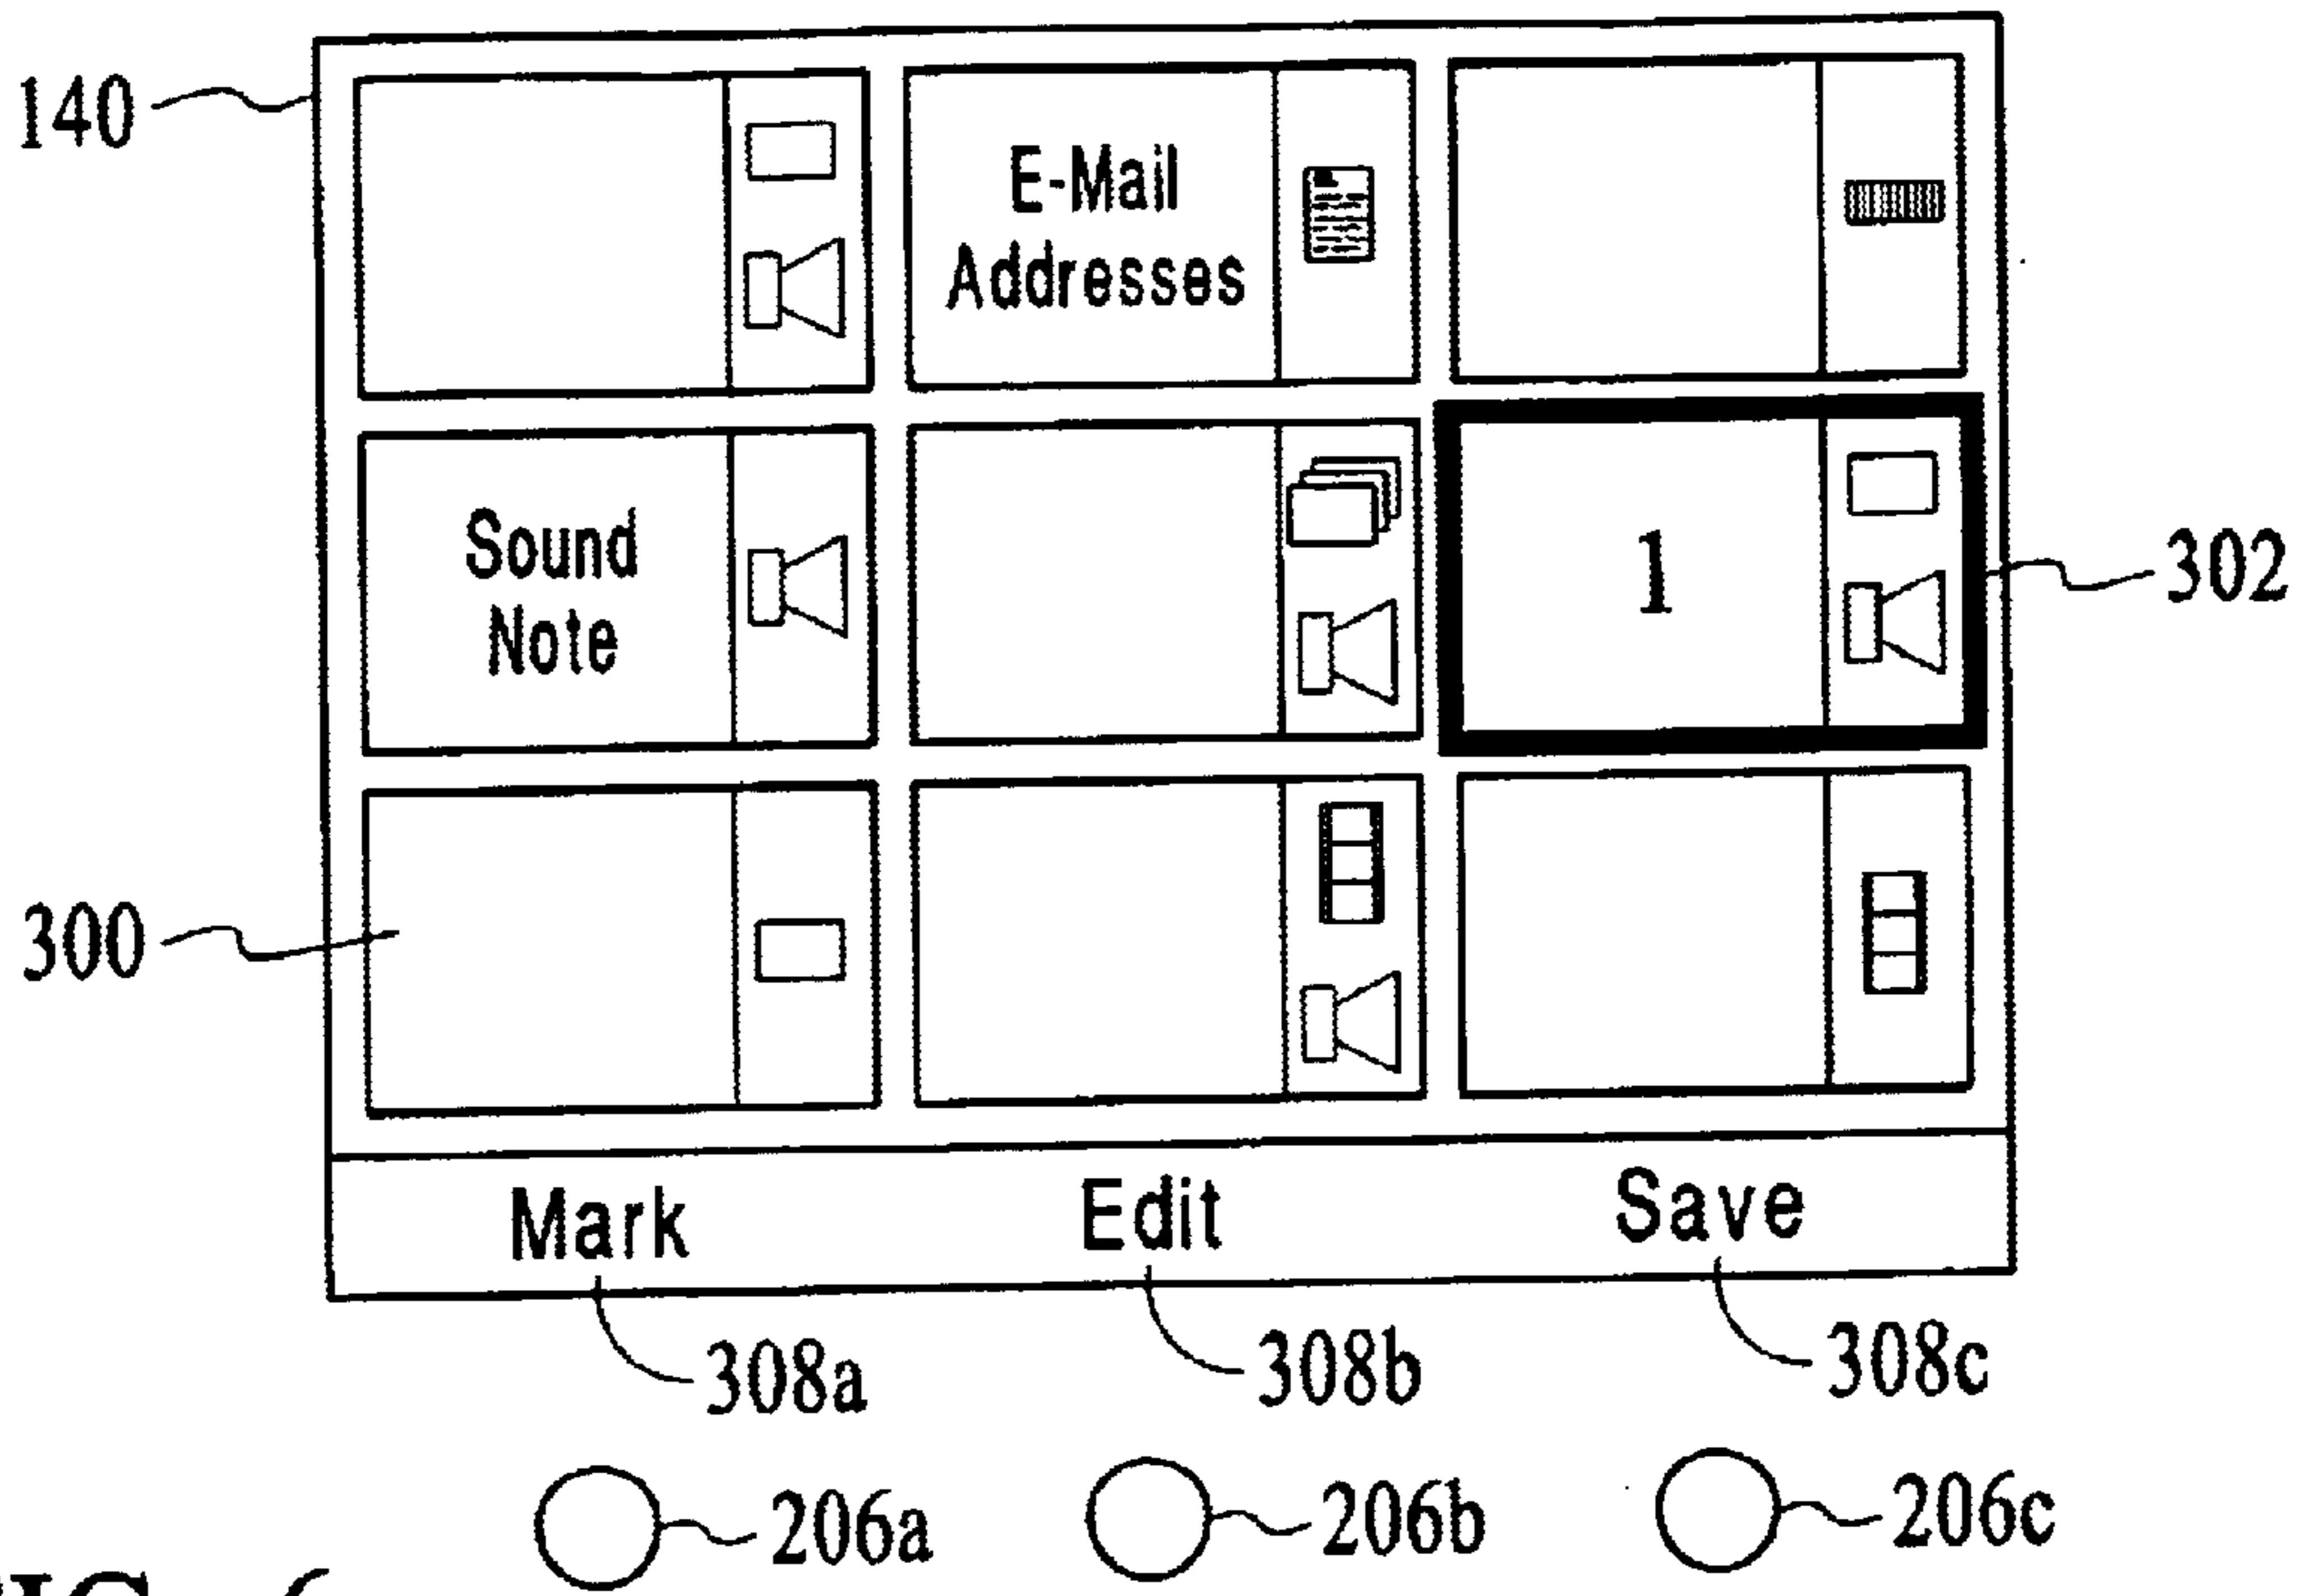 140
E-Mail
Addresses
Sound
Note
1
302
300
Mark
Edit
Save
308a
308b
308c
206a
206b
206c